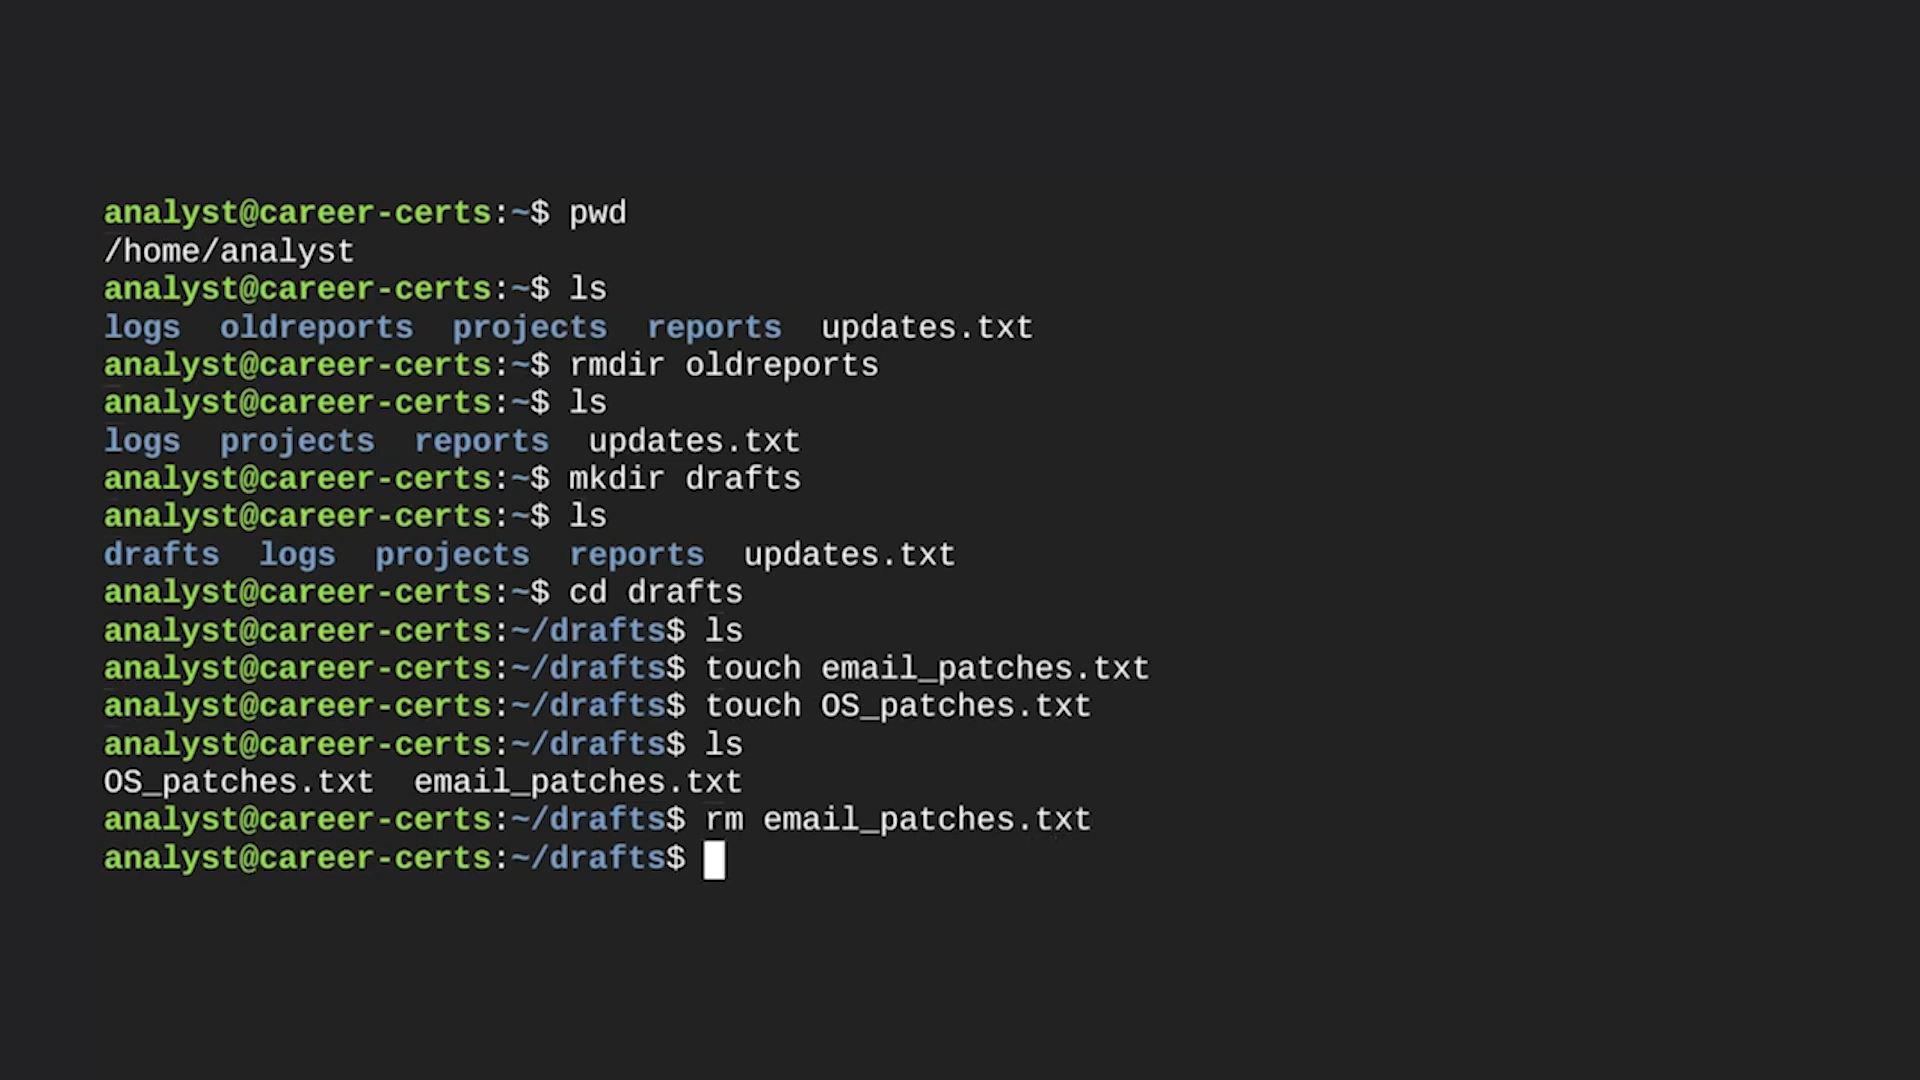 analyst@career-certs:~$ pwd
/home/analyst
analyst@career-certs:~$ ls
logs  oldreports  projects  reports  updates.txt
analyst@career-certs:~$ rmdir oldreports
analyst@career-certs:~$ ls
logs  projects  reports  updates.txt
analyst@career-certs:~$ mkdir drafts
analyst@career-certs:~$ ls
drafts  logs  projects  reports  updates.txt
analyst@career-certs:~$ cd drafts
analyst@career-certs:~/drafts$ ls
analyst@career-certs:~/drafts$ touch email_patches.txt
analyst@career-certs:~/drafts$ touch OS_patches.txt
analyst@career-certs:~/drafts$ ls
OS_patches.txt  email_patches.txt
analyst@career-certs:~/drafts$ rm email_patches.txt
analyst@career-certs:~/drafts$